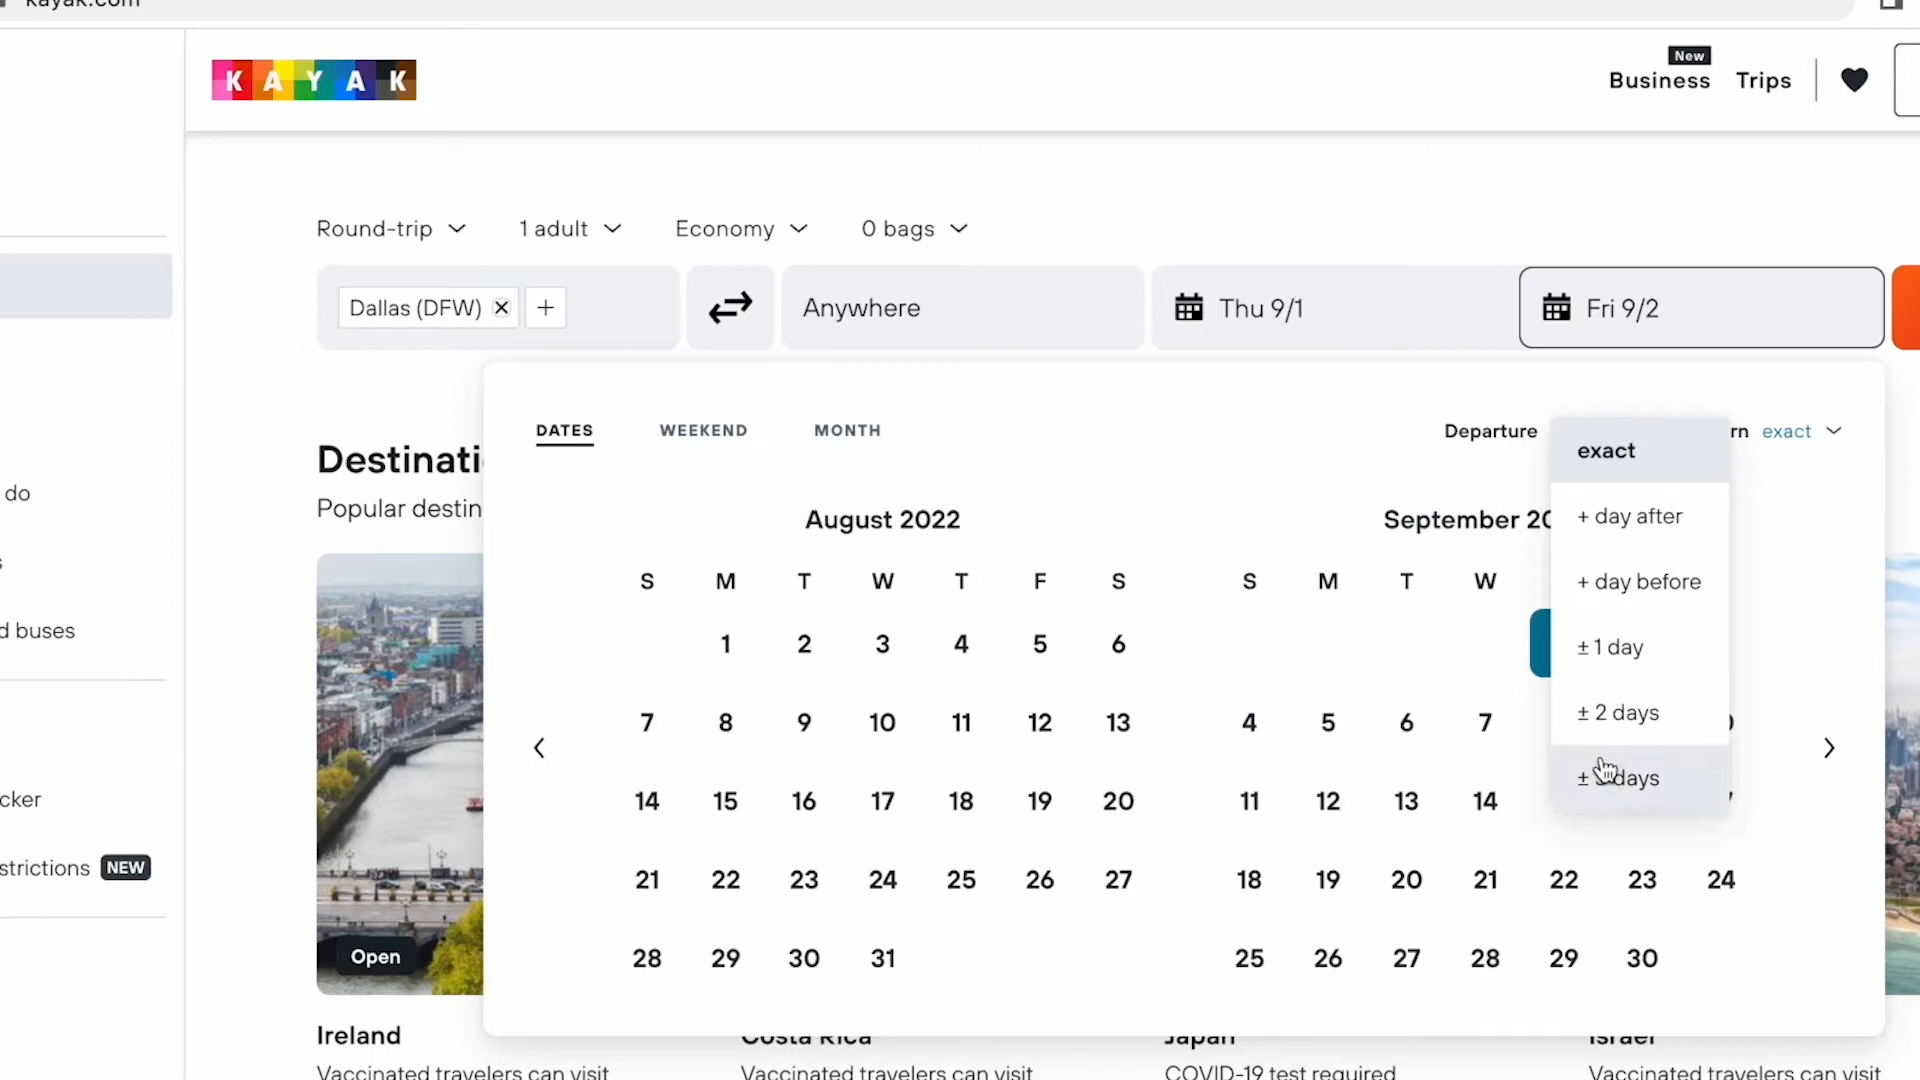 kayak.com
KAYAK
New
Business Trips
Round-trip 1 adult Economy 0 bags
Dallas (DFW) + Anywhere Thu 9/1 Fri 9/2
DATES WEEKEND MONTH Departure rn exact
exact
+ day after
+ day before
± 1 day
± 2 days
± days
Destinati
Popular destin
August 2022 September 20
S M T W T F S
1 2 3 4 5 6
7 8 9 10 11 12 13
14 15 16 17 18 19 20
21 22 23 24 25 26 27
28 29 30 31
S M T W
4 5 6 7
11 12 13 14
18 19 20 21 22 23 24
25 26 27 28 29 30
do
s
d buses
cker
strictions NEW
Open
Ireland Costa Rica Japan Israel
Vaccinated travelers can visit Vaccinated travelers can visit COVID-19 test required Vaccinated travelers can visit